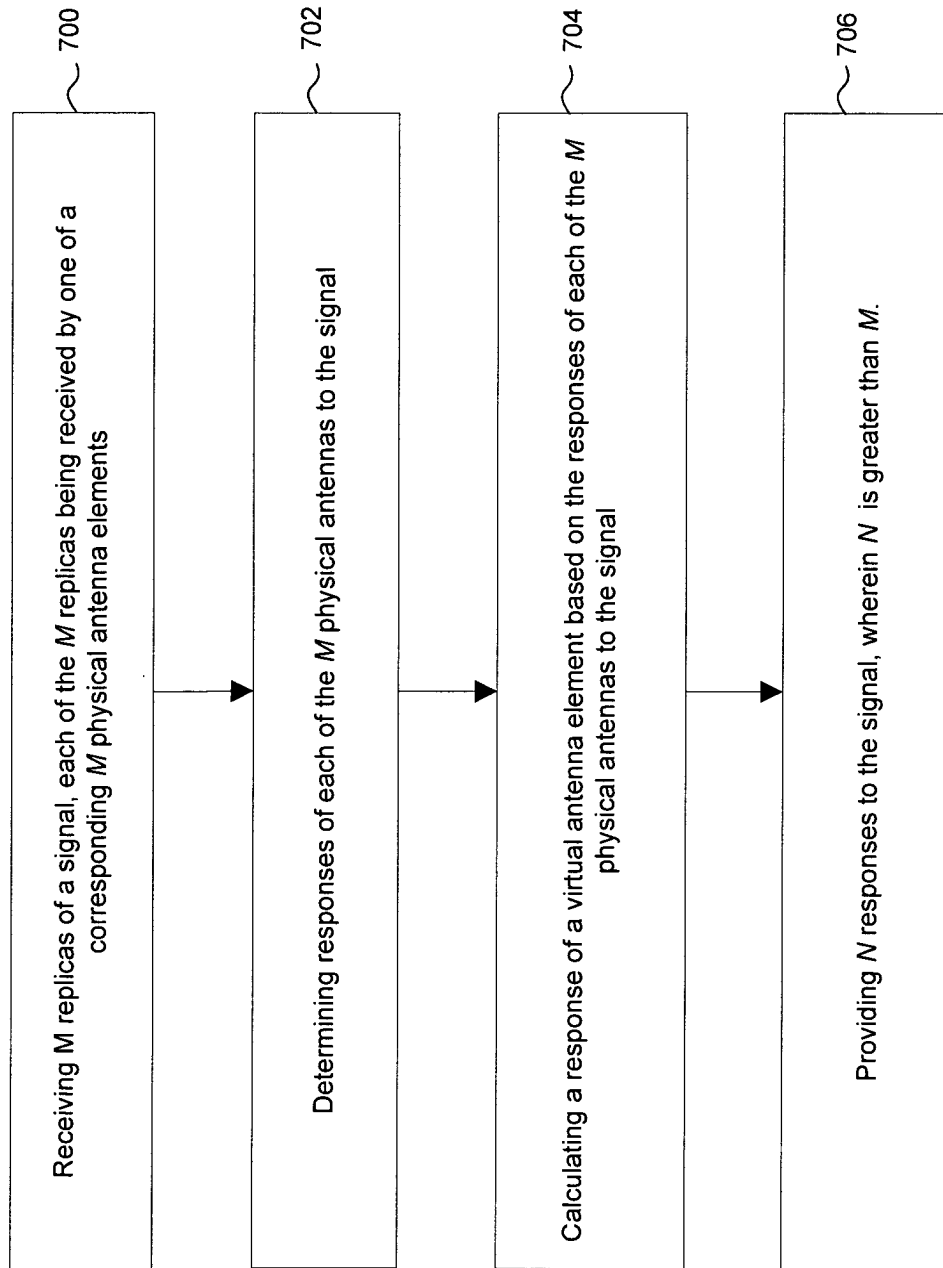 Receiving M replicas of a signal, each of the M replicas being received by one of a
corresponding M physical antenna elements
700
Determining responses of each of the M physical antennas to the signal
702
Calculating a response of a virtual antenna element based on the responses of each of the M
physical antennas to the signal
704
Providing N responses to the signal, wherein N is greater than M.
706